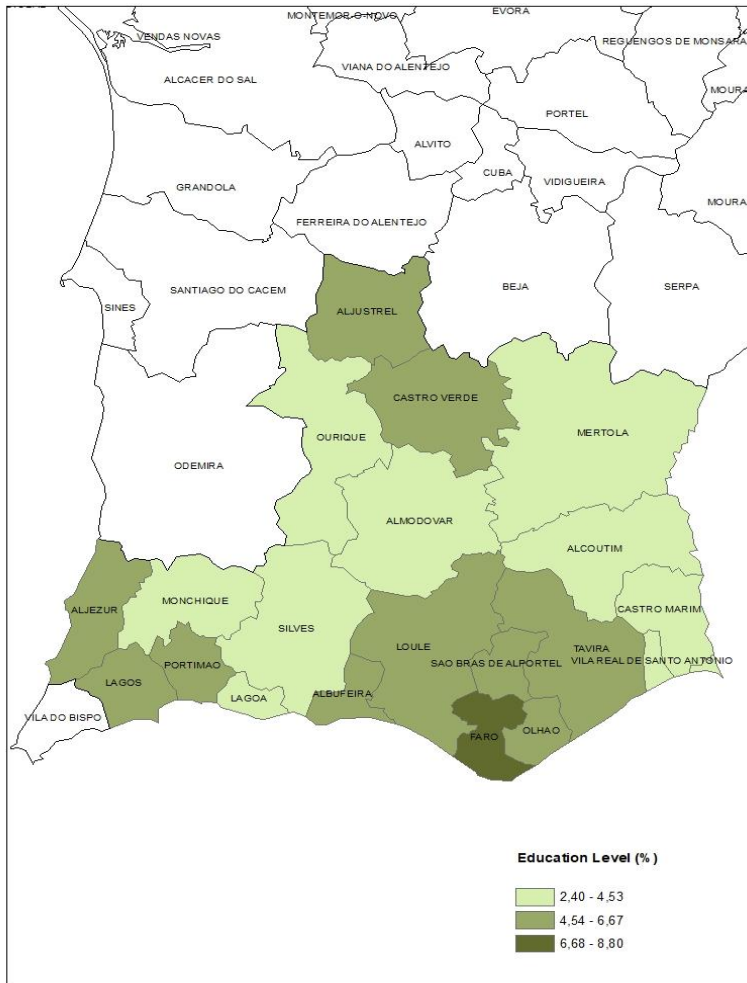 MONTEMOR-O-NOVO
EVORA
VENDAS NOVAS
REGUENGOS DE MONSARA
VIANA DO ALENTEJO
ALCACER DO SAL
MOURA
PORTEL
ALVITO
CUBA
VIDIGUEIRA
GRANDOLA
MOURA
FERREIRA DO ALENTEJO
SANTIAGO DO CACEM
BEJA
SERPA
SINES
ALJUSTREL
CASTRO VERDE
MERTOLA
OURIQUE
ODEMIRA
ALMODOVAR
ALCOUTIM
MONCHIQUE
ALJEZUR
CASTRO MARIM
SILVES
LOULE
TAVIRA
SAO BRAS DE ALPORTEL
VILA REAL DE SANTO ANTONIO
PORTIMAO
LAGOS
LAGOA
ALBUFEIRA
VILA DO BISPO
FARO
OLHAO
Education Level (%)
2,40 - 4,53
4,54 - 6,67
6,68 - 8,80